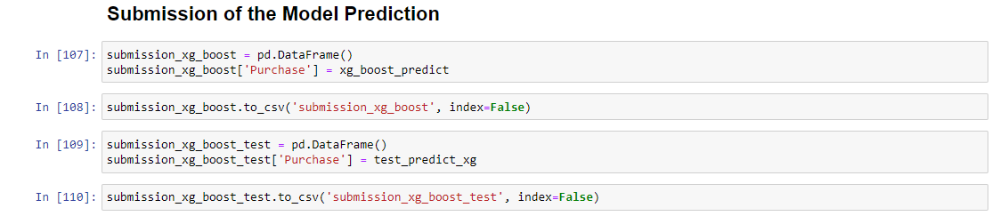 Submission of the Model Prediction
In [107]: submission_xg_boost = pd.DataFrame()
submission_xg_boost['Purchase'] = xg_boost_predict
In [108]: submission_xg_boost.to_csv('submission_xg_boost', index=False)
In [109]: submission_xg_boost_test = pd.DataFrame()
submission_xg_boost_test['Purchase'] = test_predict_xg
In [110]: submission_xg_boost_test.to_csv('submission_xg_boost_test', index=False)